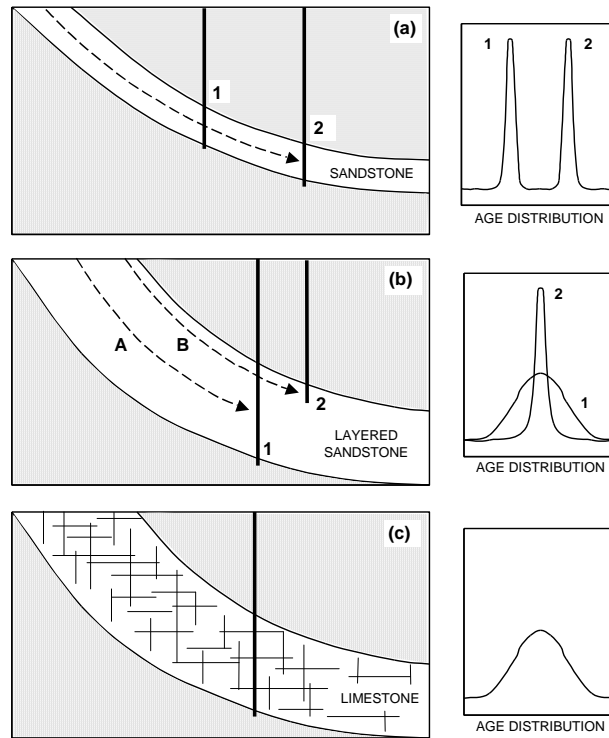 (a)
1
2
SANDSTONE
1
2
AGE DISTRIBUTION
(b)
A
B
2
1
LAYERED
SANDSTONE
2
1
AGE DISTRIBUTION
(c)
LIMESTONE
AGE DISTRIBUTION